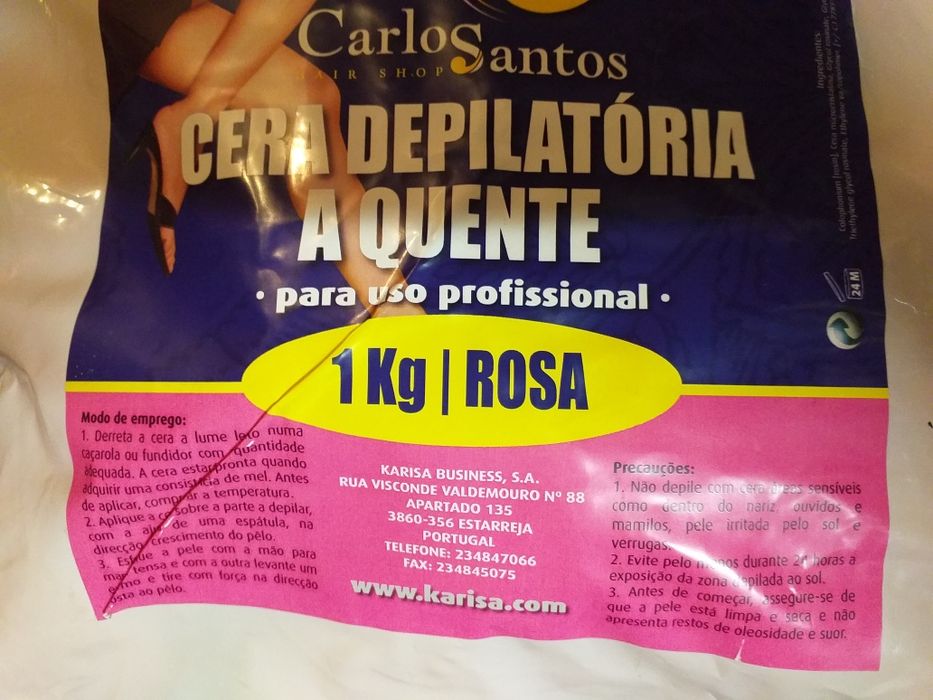 Carlos Santos
HAIR SHOP
CERA DEPILATÓRIA
A QUENTE
• para uso profissional •
1 Kg | ROSA
Modo de emprego:
1. Derreta a cera a lume numa
caçarola ou fundidor com quantidade
adequada. A cera pronta quando
adquirir uma de mel. Antes
de aplicar, a temperatura.
2. Aplique a sobre a parte a depilar,
com a de uma espátula, na
crescimento do pêlo.
3. a pele com a mão para
tensa e com a outra levante um
e tire com força na direcção
ao pêlo.
KARISA BUSINESS, S.A.
RUA VISCONDE VALDEMOURO Nº 88
APARTADO 135
3860-356 ESTARREJA
PORTUGAL
TELEFONE: 234847066
FAX: 234845075
www.karisa.com
Precauções:
1. Não depile com cera áreas sensíveis
como dentro do nariz, ouvidos e
mamilos, pele irritada pelo sol e
verrugas.
2. Evite pelo menos durante 24 horas a
exposição da zona depilada ao sol.
3. Antes de começar, assegure-se de
que a pele está limpa e seca e não
apresenta restos de oleosidade e suor.
24 M
Ingredientes: